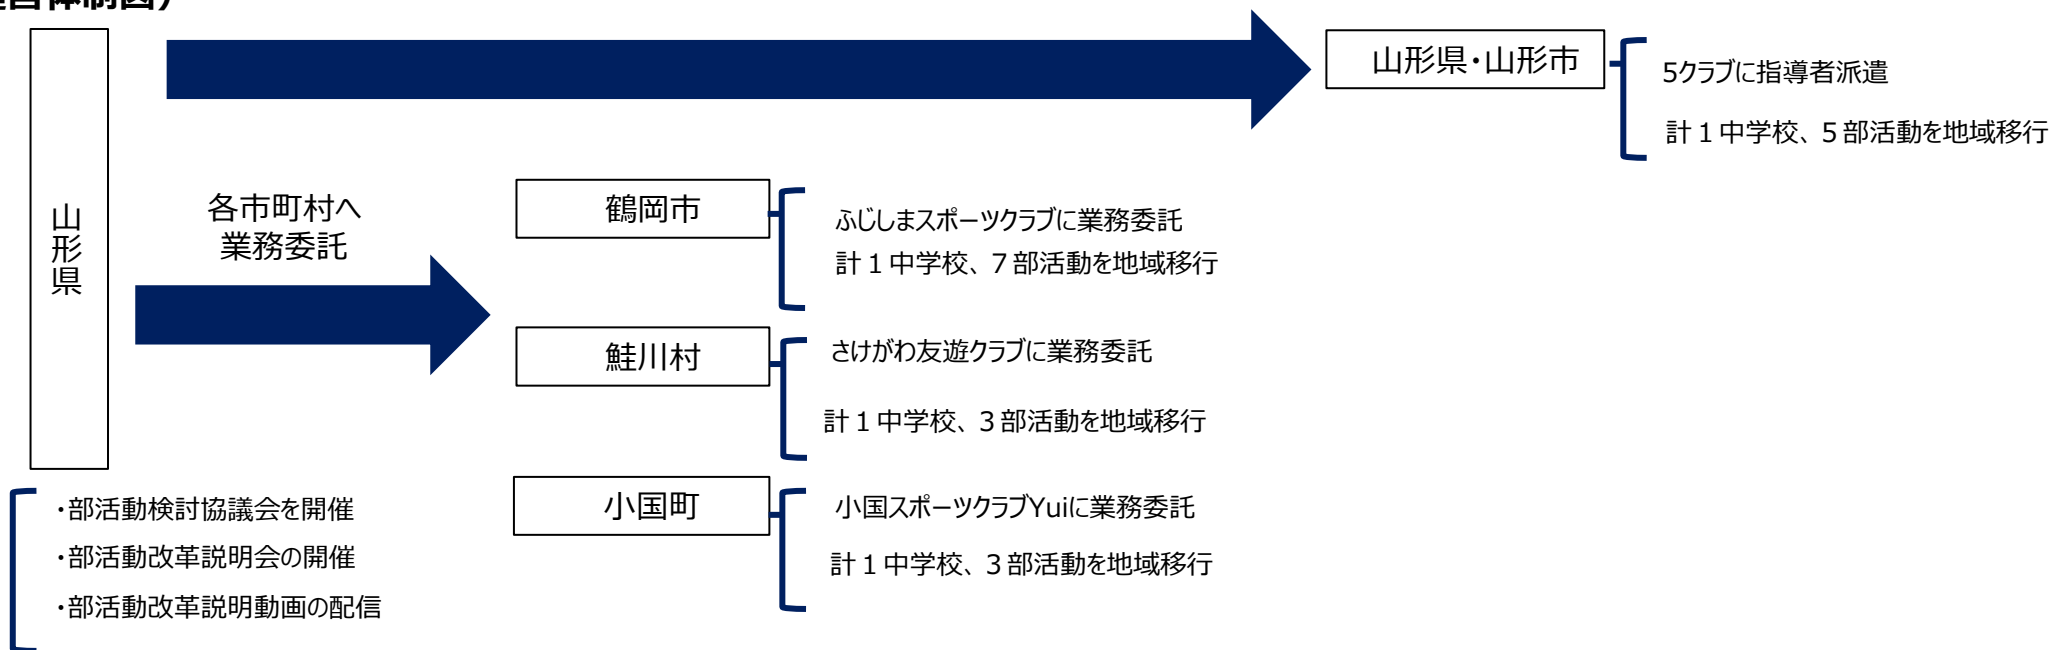 営体制図）
山形県・山形市
5クラブに指導者派遣
計１中学校、５部活動を地域移行
山形県
各市町村へ
業務委託
鶴岡市
ふじしまスポーツクラブに業務委託
計１中学校、７部活動を地域移行
鮭川村
さけがわ友遊クラブに業務委託
計１中学校、３部活動を地域移行
小国町
小国スポーツクラブYuiに業務委託
計１中学校、３部活動を地域移行
・部活動検討協議会を開催
・部活動改革説明会の開催
・部活動改革説明動画の配信